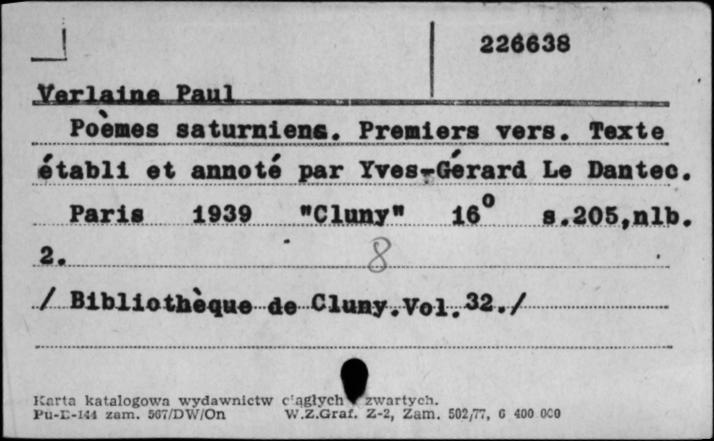 226638
Verlaine Paul
Poèmes saturniens. Premiers vers. Texte
établi et annoté par Yves-Gérard Le Dantec.
Paris 1939 "Cluny" 16⁰ s.205,nlb.
2. 8
/ Bibliothèque de Cluny.Vol.32./
Karta katalogowa wydawnictw ciągłych zwartych.
Pu-E-144 zam. 567/DW/On W.Z.Graf. Z-2, Zam. 502/77, 6 400 000